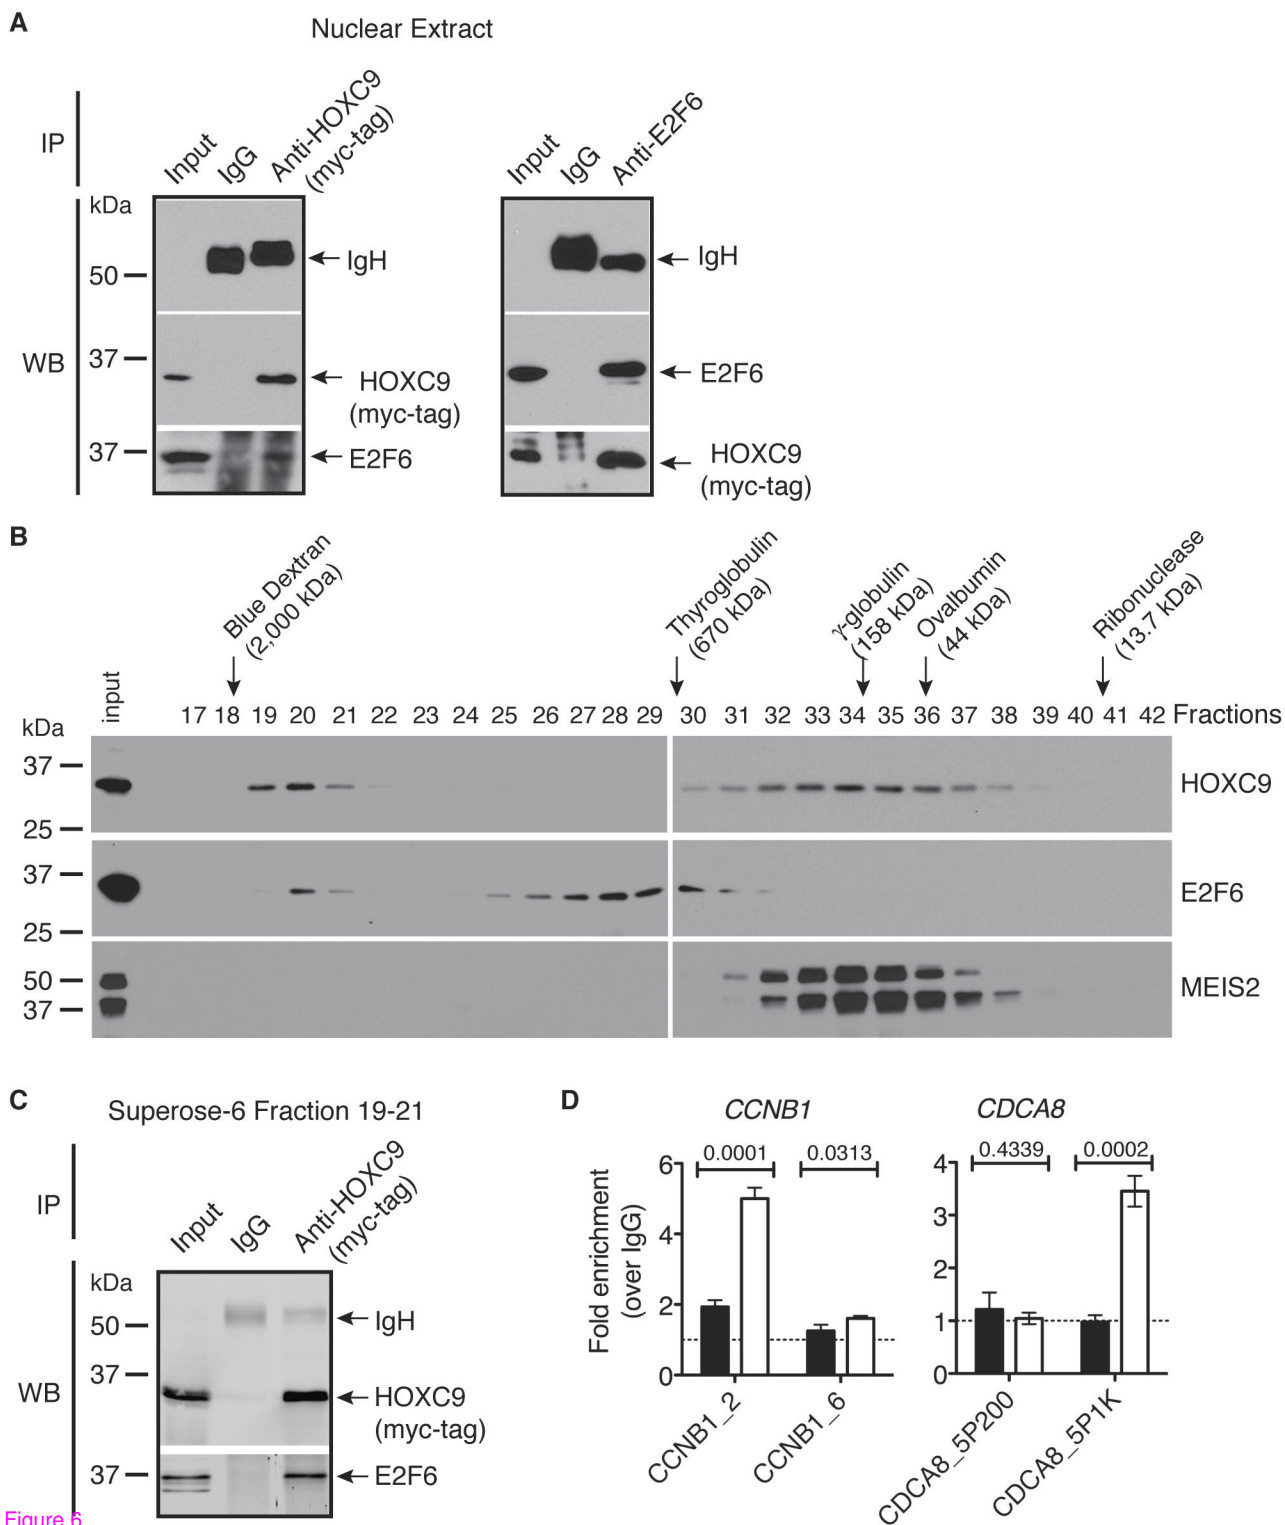 A
Nuclear Extract
IP
Input
IgG
Anti-HOXC9
(myc-tag)
Input
IgG
Anti-E2F6
kDa
WB
50
37
37
IgH
HOXC9
(myc-tag)
E2F6
IgH
E2F6
HOXC9
(myc-tag)
B
Blue Dextran
(2,000 kDa)
Thyroglobulin
(670 kDa)
γ-globulin
(158 kDa)
Ovalbumin
(44 kDa)
Ribonuclease
(13.7 kDa)
input
17 18 19 20 21 22 23 24 25 26 27 28 29 30 31 32 33 34 35 36 37 38 39 40 41 42 Fractions
kDa
37
25
HOXC9
37
25
E2F6
50
37
MEIS2
C
Superose-6 Fraction 19-21
IP
Input
IgG
Anti-HOXC9
(myc-tag)
kDa
WB
50
37
37
IgH
HOXC9
(myc-tag)
E2F6
D
CCNB1
0.0001
0.0313
Fold enrichment
(over IgG)
6
4
2
0
CCNB1_2
CCNB1_6
CDCA8
0.4339
0.0002
4
3
2
1
0
CDCA8_5P200
CDCA8_5P1K
Figure 6